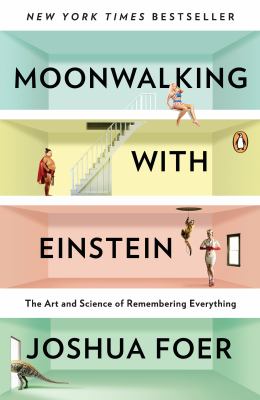 NEW YORK TIMES BESTSELLER
MOONWALKING
WITH
EINSTEIN
The Art and Science of Remembering Everything
JOSHUA FOER